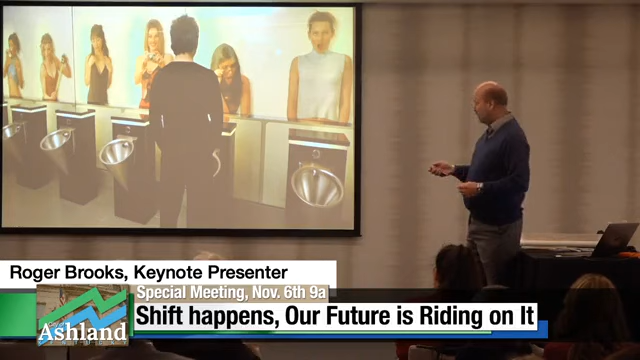 Roger Brooks, Keynote Presenter
Special Meeting, Nov. 6th 9a
Shift happens, Our Future is Riding on It
Ashland